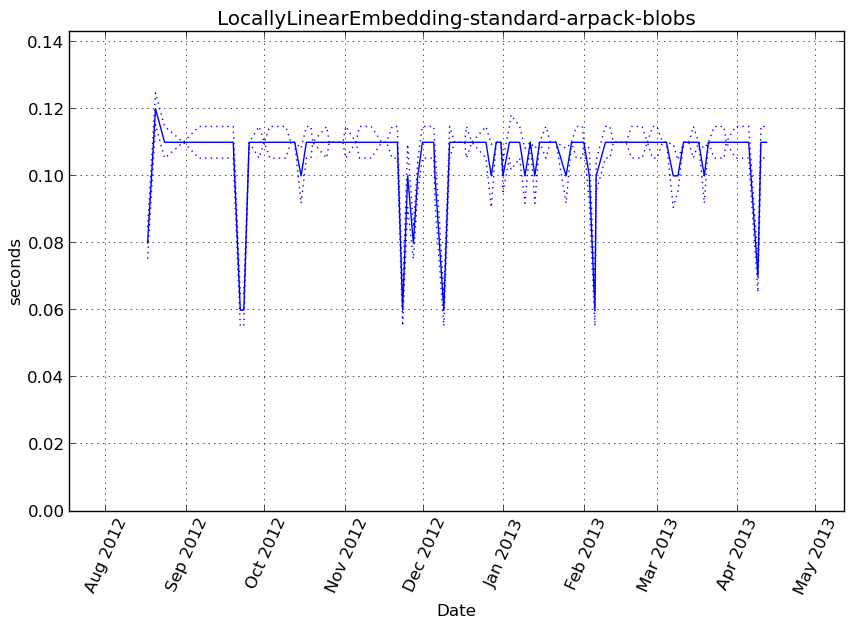 LocallyLinearEmbedding-standard-arpack-blobs
0.14
0.12
0.10
0.08
0.06
0.04
0.02
0.00
seconds
Aug 2012
Sep 2012
Oct 2012
Nov 2012
Dec 2012
Jan 2013
Feb 2013
Mar 2013
Apr 2013
May 2013
Date